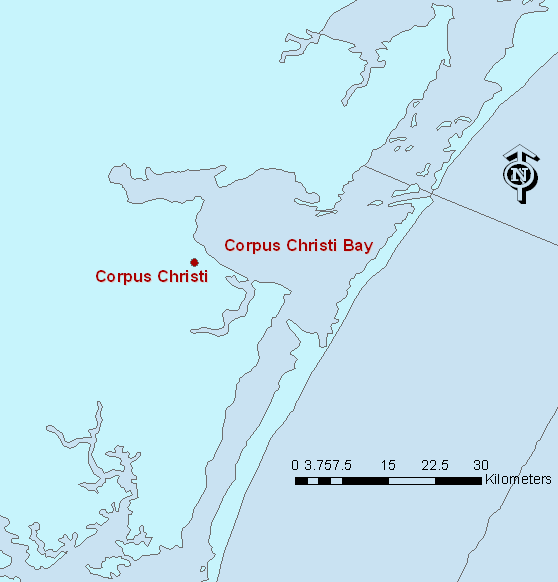 N
Corpus Christi Bay
Corpus Christi
0 3.757.5 15 22.5 30
Kilometers